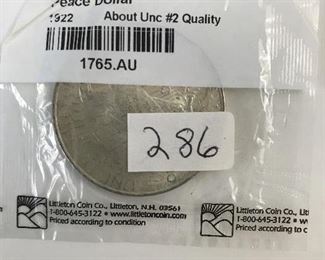 Peace Dollar
1922 About Unc #2 Quality
1765.AU
286
Littleton Coin Co., Littleton, N.H. 03561
1-800-645-3122 • www.littletoncoin.com
Priced according to condition
Littleton Coin Co., Li
1-800-645-3122 • w
Priced according to c